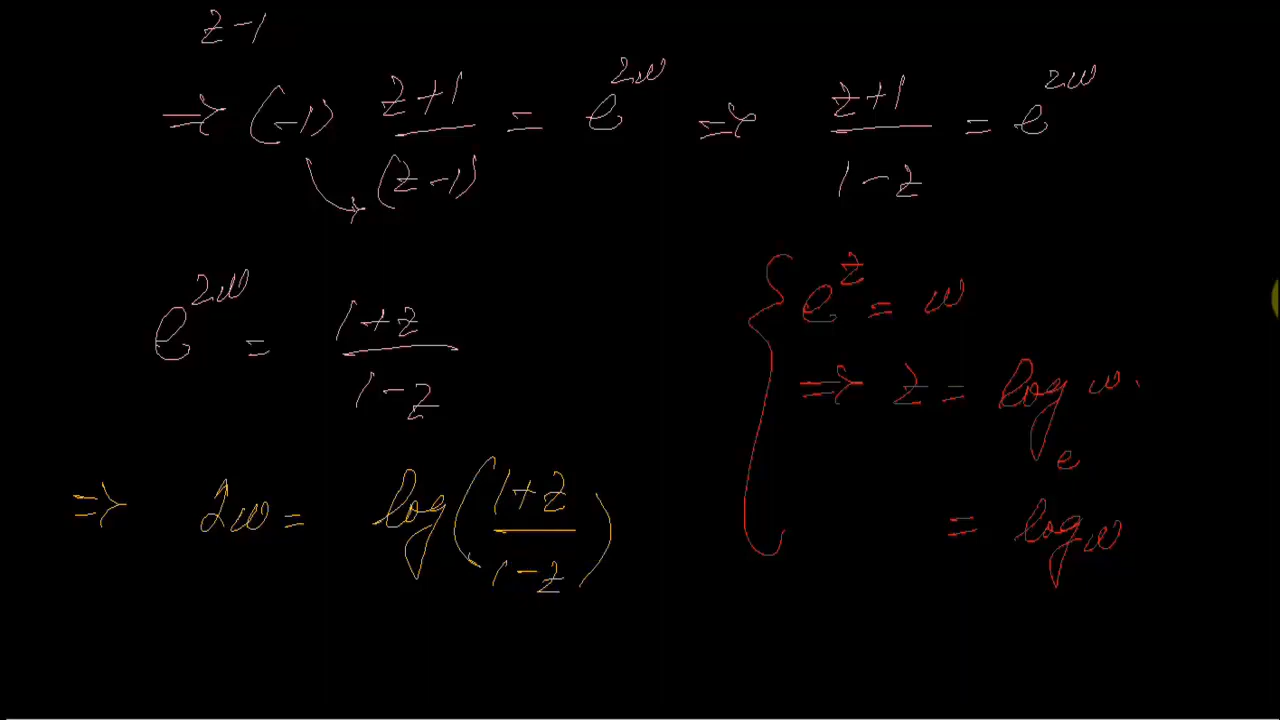 z-1
⇒ (-1) z+1/(z-1) = e^{2w} ⇒ z+1/1-z = e^{2w}
e^{2w} = 1+z/1-z
⇒ 2w = log(1+z/1-z)
{ e^z = w
⇒ z = log_e w.
= log w